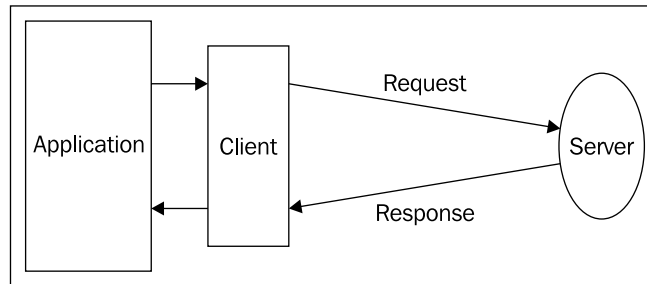 Application
Client
Request
Response
Server